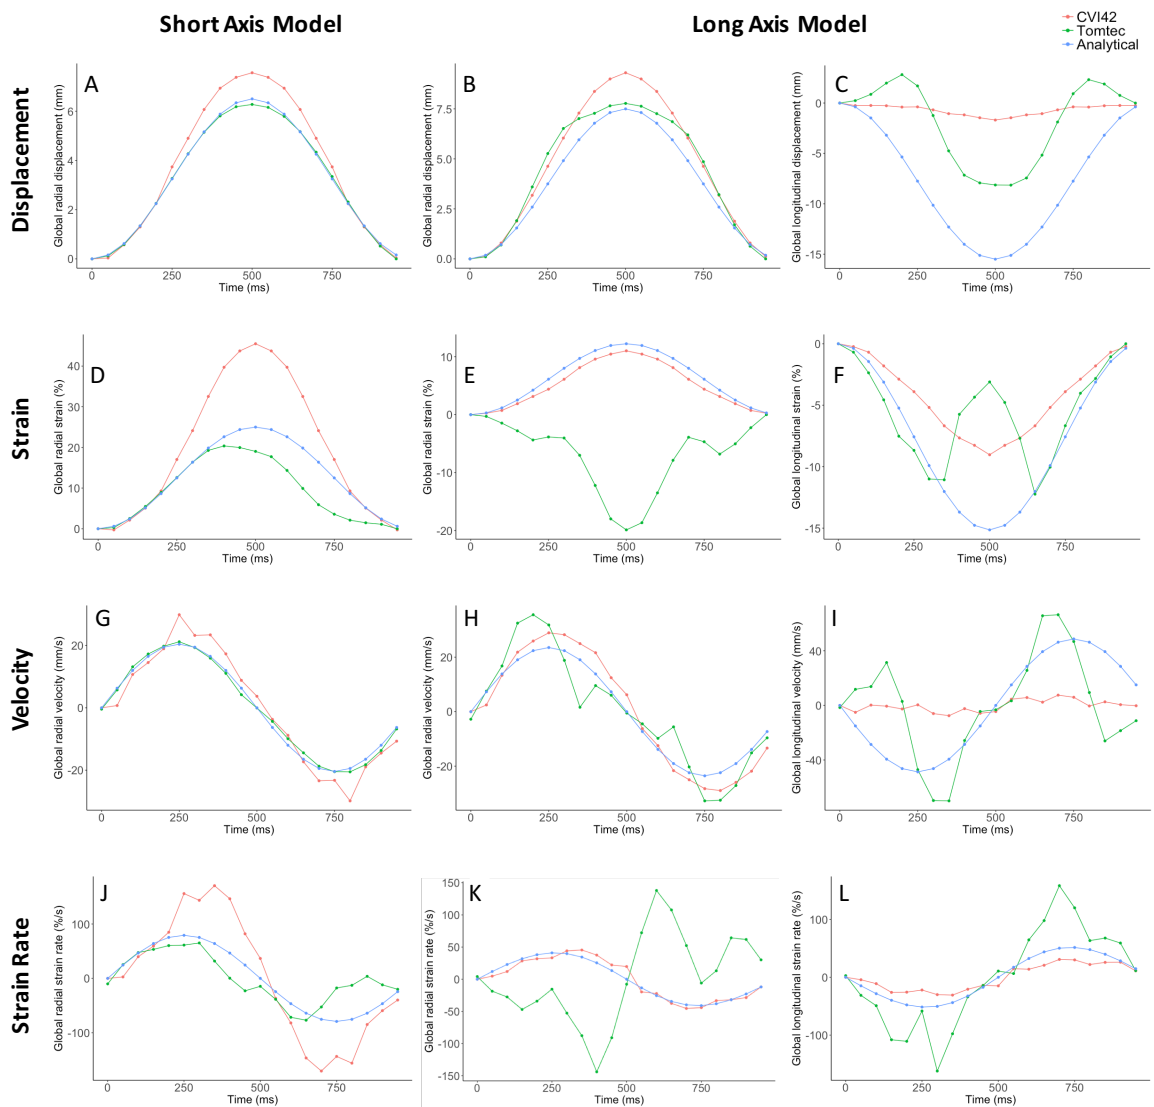 Short Axis Model
Long Axis Model
CVI42
Tomtec
Analytical
Displacement
A
Global radial displacement (mm)
6
4
2
0
0 250 500 750
Time (ms)
B
Global radial displacement (mm)
7.5
5.0
2.5
0.0
0 250 500 750
Time (ms)
C
Global longitudinal displacement (mm)
0
-5
-10
-15
0 250 500 750
Time (ms)
Strain
D
Global radial strain (%)
40
30
20
10
0
0 250 500 750
Time (ms)
E
Global radial strain (%)
10
0
-10
-20
0 250 500 750
Time (ms)
F
Global longitudinal strain (%)
0
-5
-10
-15
0 250 500 750
Time (ms)
Velocity
G
Global radial velocity (mm/s)
20
0
-20
0 250 500 750
Time (ms)
H
Global radial velocity (mm/s)
20
0
-20
0 250 500 750
Time (ms)
I
Global longitudinal velocity (mm/s)
40
0
-40
0 250 500 750
Time (ms)
Strain Rate
J
Global radial strain rate (%/s)
100
0
-100
0 250 500 750
Time (ms)
K
Global radial strain rate (%/s)
150
100
50
0
-50
-100
-150
0 250 500 750
Time (ms)
L
Global longitudinal strain rate (%/s)
100
0
-100
0 250 500 750
Time (ms)